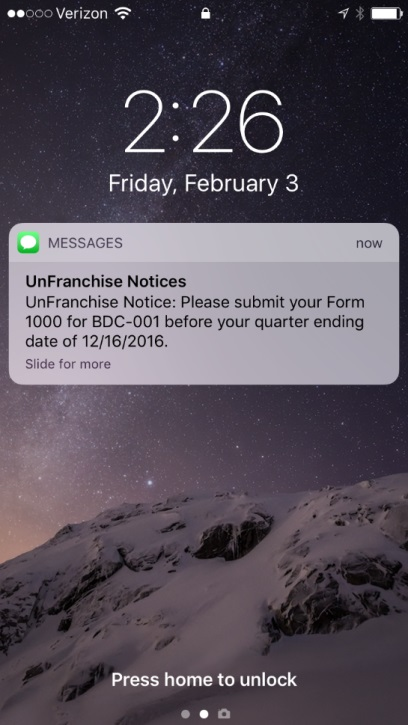 Verizon
2:26
Friday, February 3
MESSAGES now
UnFranchise Notices
UnFranchise Notice: Please submit your Form
1000 for BDC-001 before your quarter ending
date of 12/16/2016.
Slide for more
Press home to unlock